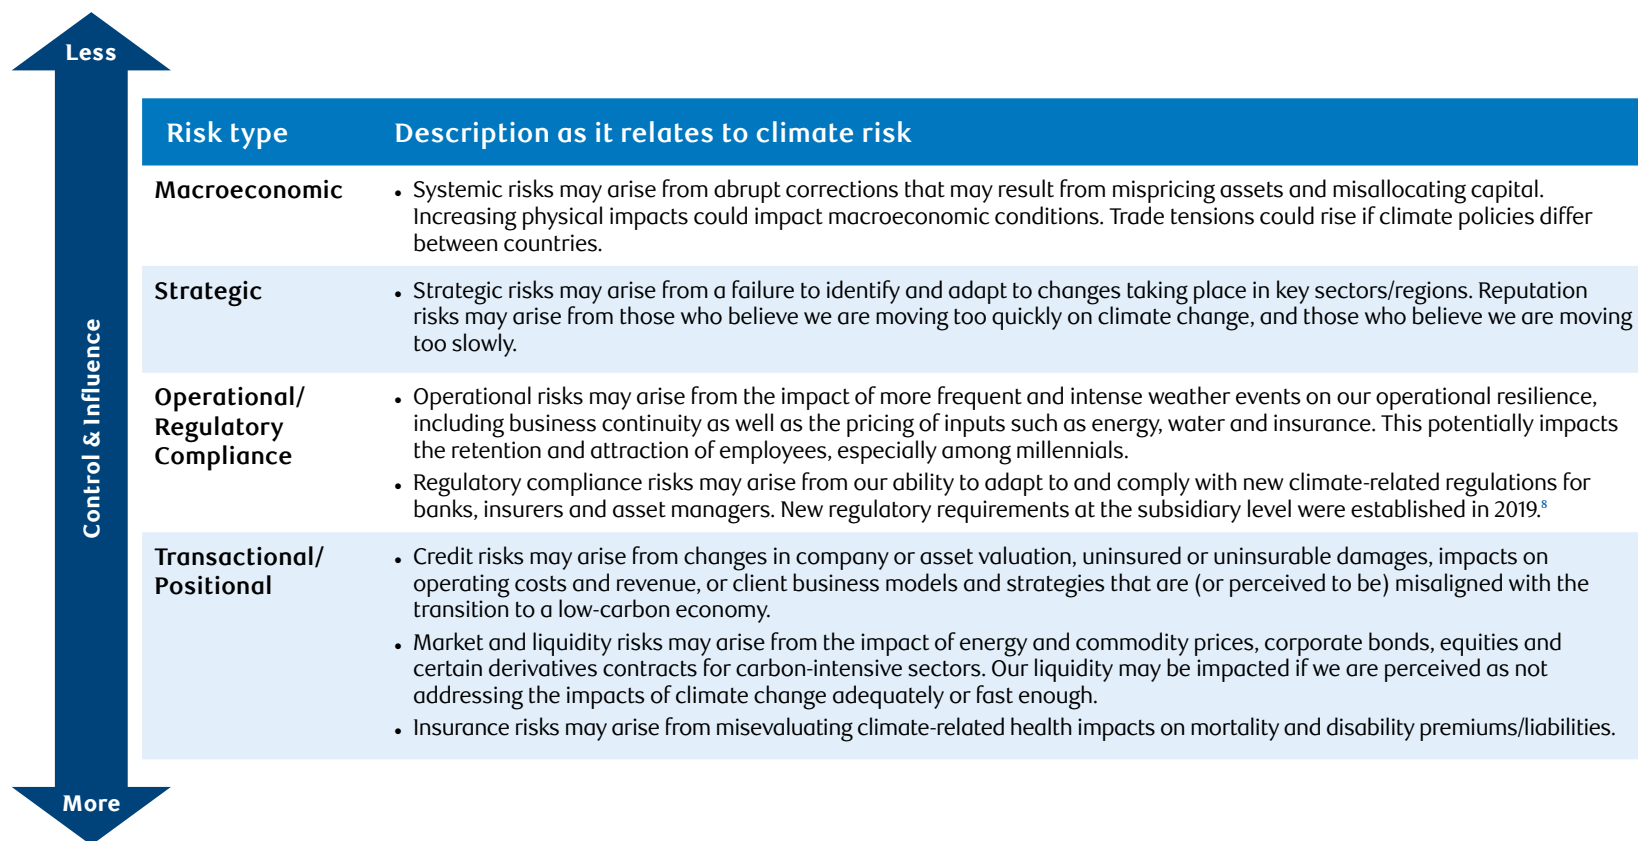 Less
Control & Influence
More
Risk type
Description as it relates to climate risk
Macroeconomic
• Systemic risks may arise from abrupt corrections that may result from mispricing assets and misallocating capital.
Increasing physical impacts could impact macroeconomic conditions. Trade tensions could rise if climate policies differ
between countries.
Strategic
• Strategic risks may arise from a failure to identify and adapt to changes taking place in key sectors/regions. Reputation
risks may arise from those who believe we are moving too quickly on climate change, and those who believe we are moving
too slowly.
Operational/
Regulatory
Compliance
• Operational risks may arise from the impact of more frequent and intense weather events on our operational resilience,
including business continuity as well as the pricing of inputs such as energy, water and insurance. This potentially impacts
the retention and attraction of employees, especially among millennials.
• Regulatory compliance risks may arise from our ability to adapt to and comply with new climate-related regulations for
banks, insurers and asset managers. New regulatory requirements at the subsidiary level were established in 2019.⁸
Transactional/
Positional
• Credit risks may arise from changes in company or asset valuation, uninsured or uninsurable damages, impacts on
operating costs and revenue, or client business models and strategies that are (or perceived to be) misaligned with the
transition to a low-carbon economy.
• Market and liquidity risks may arise from the impact of energy and commodity prices, corporate bonds, equities and
certain derivatives contracts for carbon-intensive sectors. Our liquidity may be impacted if we are perceived as not
addressing the impacts of climate change adequately or fast enough.
• Insurance risks may arise from misevaluating climate-related health impacts on mortality and disability premiums/liabilities.